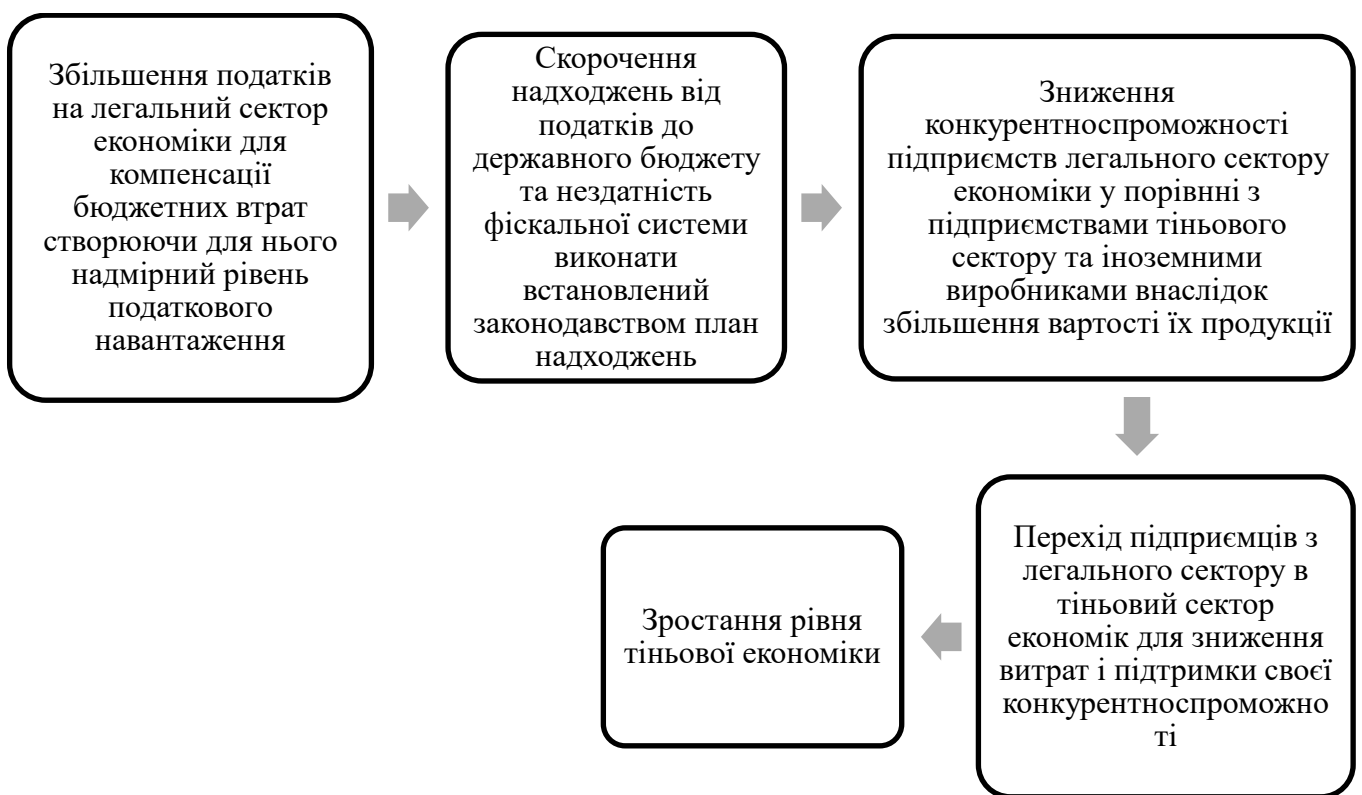 Збільшення податків
на легальний сектор
економіки для
компенсації
бюджетних втрат
створюючи для нього
надмірний рівень
податкового
навантаження
Скорочення
надходжень від
податків до
державного бюджету
та нездатність
фіскальної системи
виконати
встановлений
законодавством план
надходжень
Зниження
конкурентноспроможності
підприємств легального сектору
економіки у порівнні з
підприємствами тіньового
сектору та іноземними
виробниками внаслідок
збільшення вартості їх продукції
Перехід підприємців з
легального сектору в
тіньовий сектор
економік для зниження
витрат і підтримки своєї
конкурентноспроможно
ті
Зростання рівня
тіньової економіки